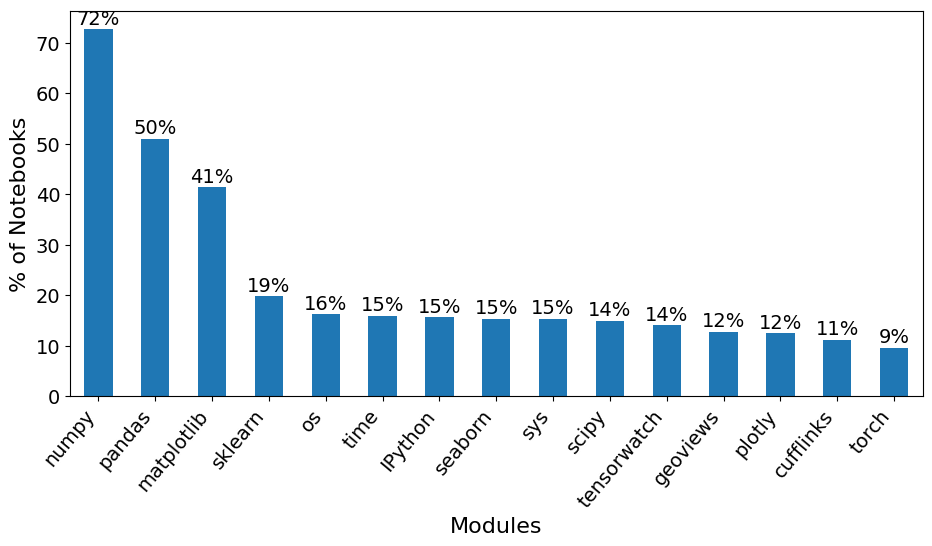 72%
70
60
50
40
30
20
10
0
% of Notebooks
50%
41%
19%
16%
15%
15%
15%
15%
14%
14%
12%
12%
11%
9%
numpy
pandas
matplotlib
sklearn
os
time
IPython
seaborn
sys
scipy
tensorwatch
geoviews
plotly
cufflinks
torch
Modules